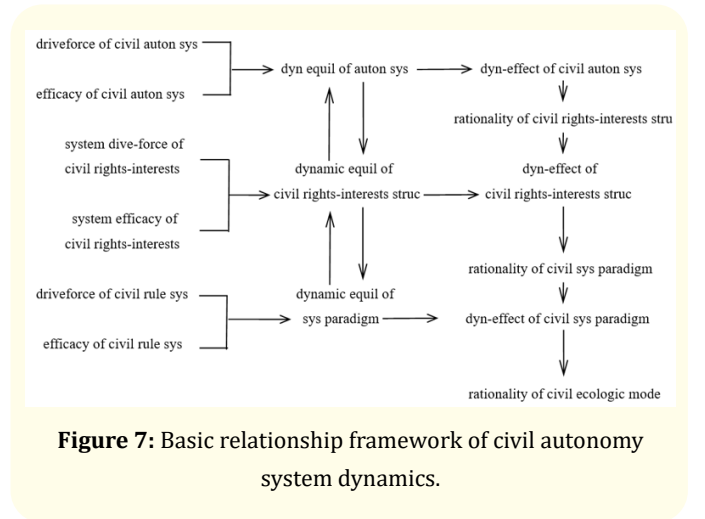 driveforce of civil auton sys
efficacy of civil auton sys
dyn equil of auton sys
dyn-effect of civil auton sys
rationality of civil rights-interests stru
system dive-force of
civil rights-interests
system efficacy of
civil rights-interests
dynamic equil of
civil rights-interests struc
dyn-effect of
civil rights-interests struc
rationality of civil sys paradigm
driveforce of civil rule sys
efficacy of civil rule sys
dynamic equil of
sys paradigm
dyn-effect of civil sys paradigm
rationality of civil ecologic mode
Figure 7: Basic relationship framework of civil autonomy
system dynamics.